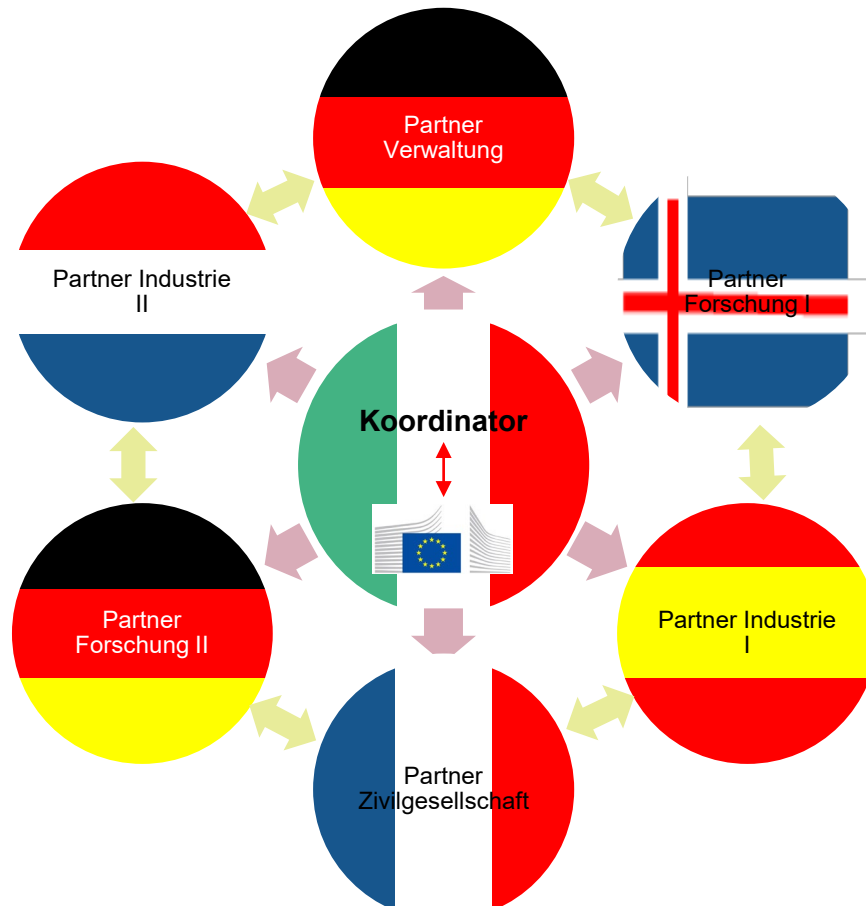 Partner
Verwaltung
Partner Industrie
II
Partner
Forschung I
Koordinator
Partner
Forschung II
Partner Industrie
I
Partner
Zivilgesellschaft